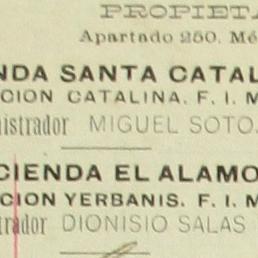 PROPIETA
Apartado 250. Mé
NDA SANTA CATAL
CION CATALINA. F. I. M
nistrador MIGUEL SOTO.
CIENDA EL ALAMO
CION YERBANIS. F. I. M
trador DIONISIO SALAS